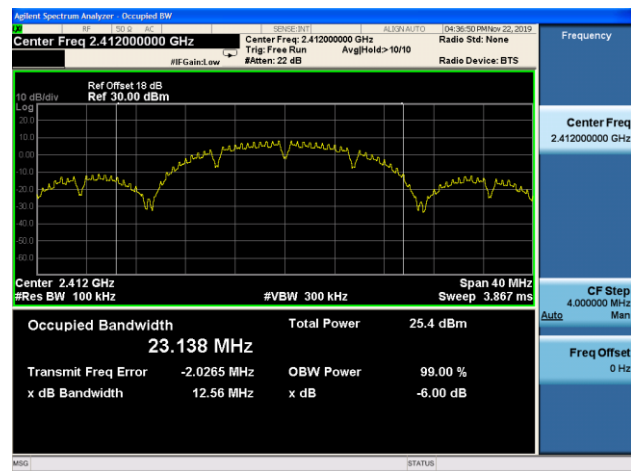 Agilent Spectrum Analyzer - Occupied BW
RF 50 Ω AC SENSE:INT ALIGN AUTO 04:36:50 PM Nov 22, 2019
Center Freq 2.412000000 GHz Center Freq: 2.412000000 GHz Radio Std: None Frequency
Trig: Free Run Avg|Hold:> 10/10
#IFGain:Low #Atten: 22 dB Radio Device: BTS
Ref Offset 18 dB
10 dB/div Ref 30.00 dBm
Log
20.0
10.0
0.00
-10.0
-20.0
-30.0
-40.0
-50.0
-60.0
Center Freq
2.412000000 GHz
Center 2.412 GHz Span 40 MHz
#Res BW 100 kHz #VBW 300 kHz Sweep 3.867 ms
CF Step
4.000000 MHz
Auto Man
Occupied Bandwidth Total Power 25.4 dBm
23.138 MHz
Freq Offset
0 Hz
Transmit Freq Error -2.0265 MHz OBW Power 99.00 %
x dB Bandwidth 12.56 MHz x dB -6.00 dB
MSG STATUS